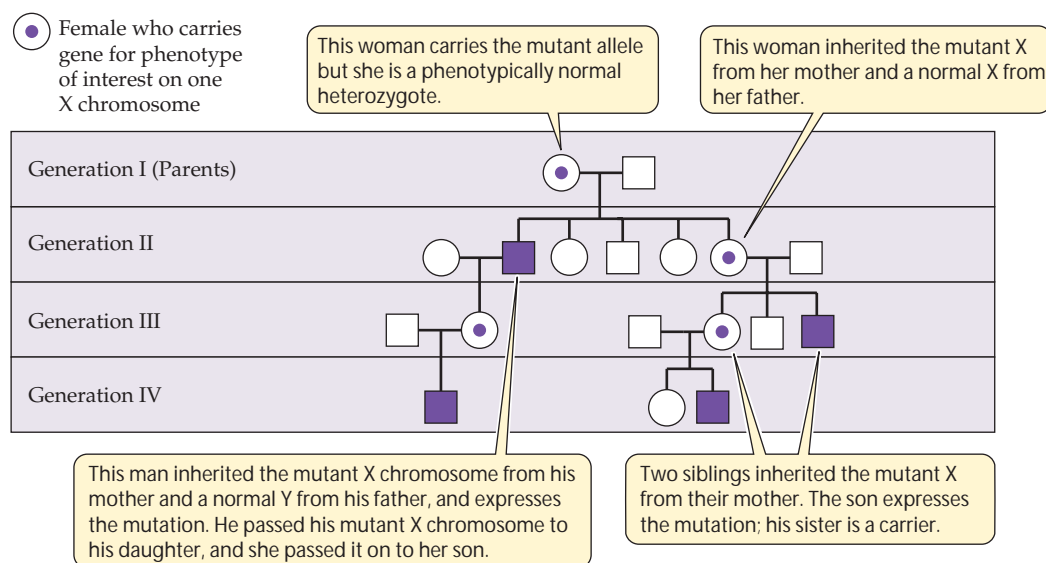 Female who carries
gene for phenotype
of interest on one
X chromosome
This woman carries the mutant allele
but she is a phenotypically normal
heterozygote.
This woman inherited the mutant X
from her mother and a normal X from
her father.
Generation I (Parents)
Generation II
Generation III
Generation IV
This man inherited the mutant X chromosome from his
mother and a normal Y from his father, and expresses
the mutation. He passed his mutant X chromosome to
his daughter, and she passed it on to her son.
Two siblings inherited the mutant X
from their mother. The son expresses
the mutation; his sister is a carrier.